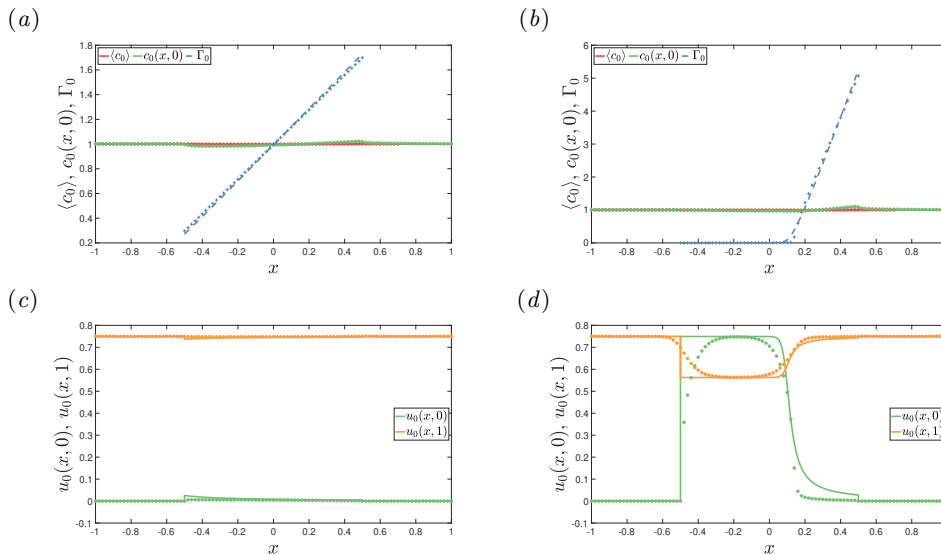 (a)
⟨c₀⟩, c₀(x, 0), Γ₀
1.8
1.6
1.4
1.2
1
0.8
0.6
0.4
0.2
⟨c₀⟩ c₀(x, 0) Γ₀
-1 -0.8 -0.6 -0.4 -0.2 0 0.2 0.4 0.6 0.8 1
x
(b)
⟨c₀⟩, c₀(x, 0), Γ₀
6
5
4
3
2
1
0
⟨c₀⟩ c₀(x, 0) Γ₀
-1 -0.8 -0.6 -0.4 -0.2 0 0.2 0.4 0.6 0.8
x
(c)
u₀(x, 0), u₀(x, 1)
0.8
0.7
0.6
0.5
0.4
0.3
0.2
0.1
0
-0.1
u₀(x, 0)
u₀(x, 1)
-1 -0.8 -0.6 -0.4 -0.2 0 0.2 0.4 0.6 0.8 1
x
(d)
u₀(x, 0), u₀(x, 1)
0.8
0.7
0.6
0.5
0.4
0.3
0.2
0.1
0
-0.1
u₀(x, 0)
u₀(x, 1)
-1 -0.8 -0.6 -0.4 -0.2 0 0.2 0.4 0.6 0.8
x